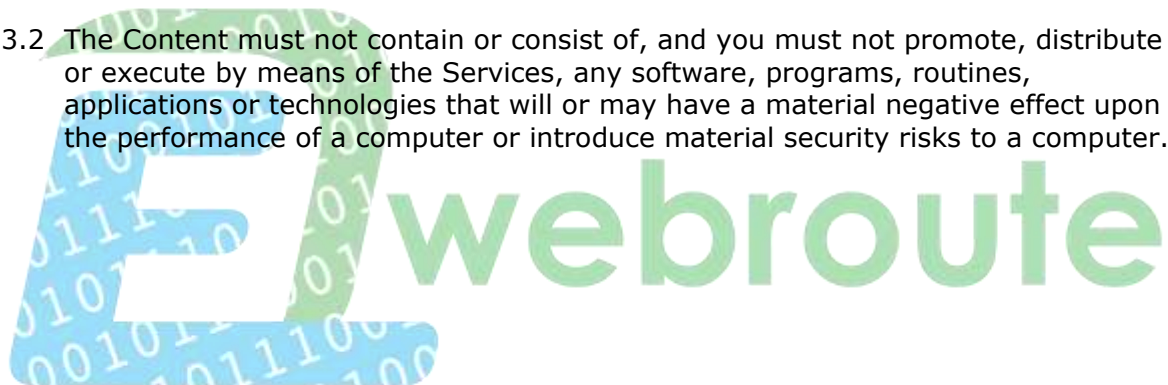 3.2 The Content must not contain or consist of, and you must not promote, distribute
or execute by means of the Services, any software, programs, routines,
applications or technologies that will or may have a material negative effect upon
the performance of a computer or introduce material security risks to a computer.
webroute